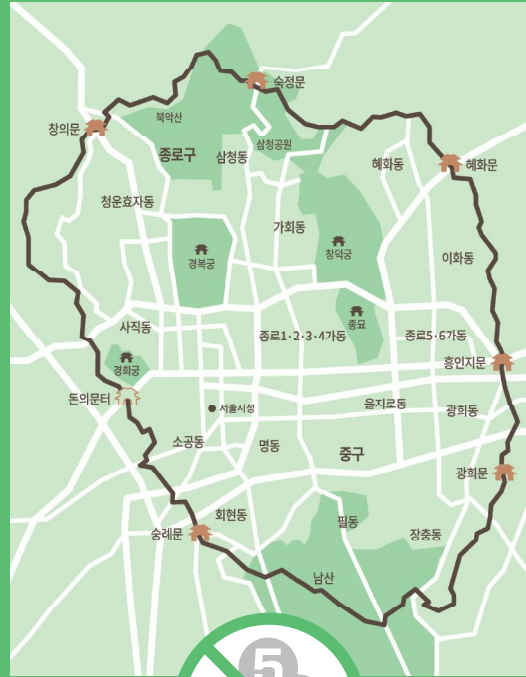 숙정문
북악산
창의문
종로구
삼청동
삼청공원
혜화동
혜화문
청운효자동
가회동
창덕궁
이화동
경복궁
사직동
종묘
종로1·2·3·4가동
종로5·6가동
흥인지문
경희궁
돈의문터
서울시청
을지로동
광희동
소공동
명동
중구
광희문
회현동
필동
장충동
숭례문
남산
5